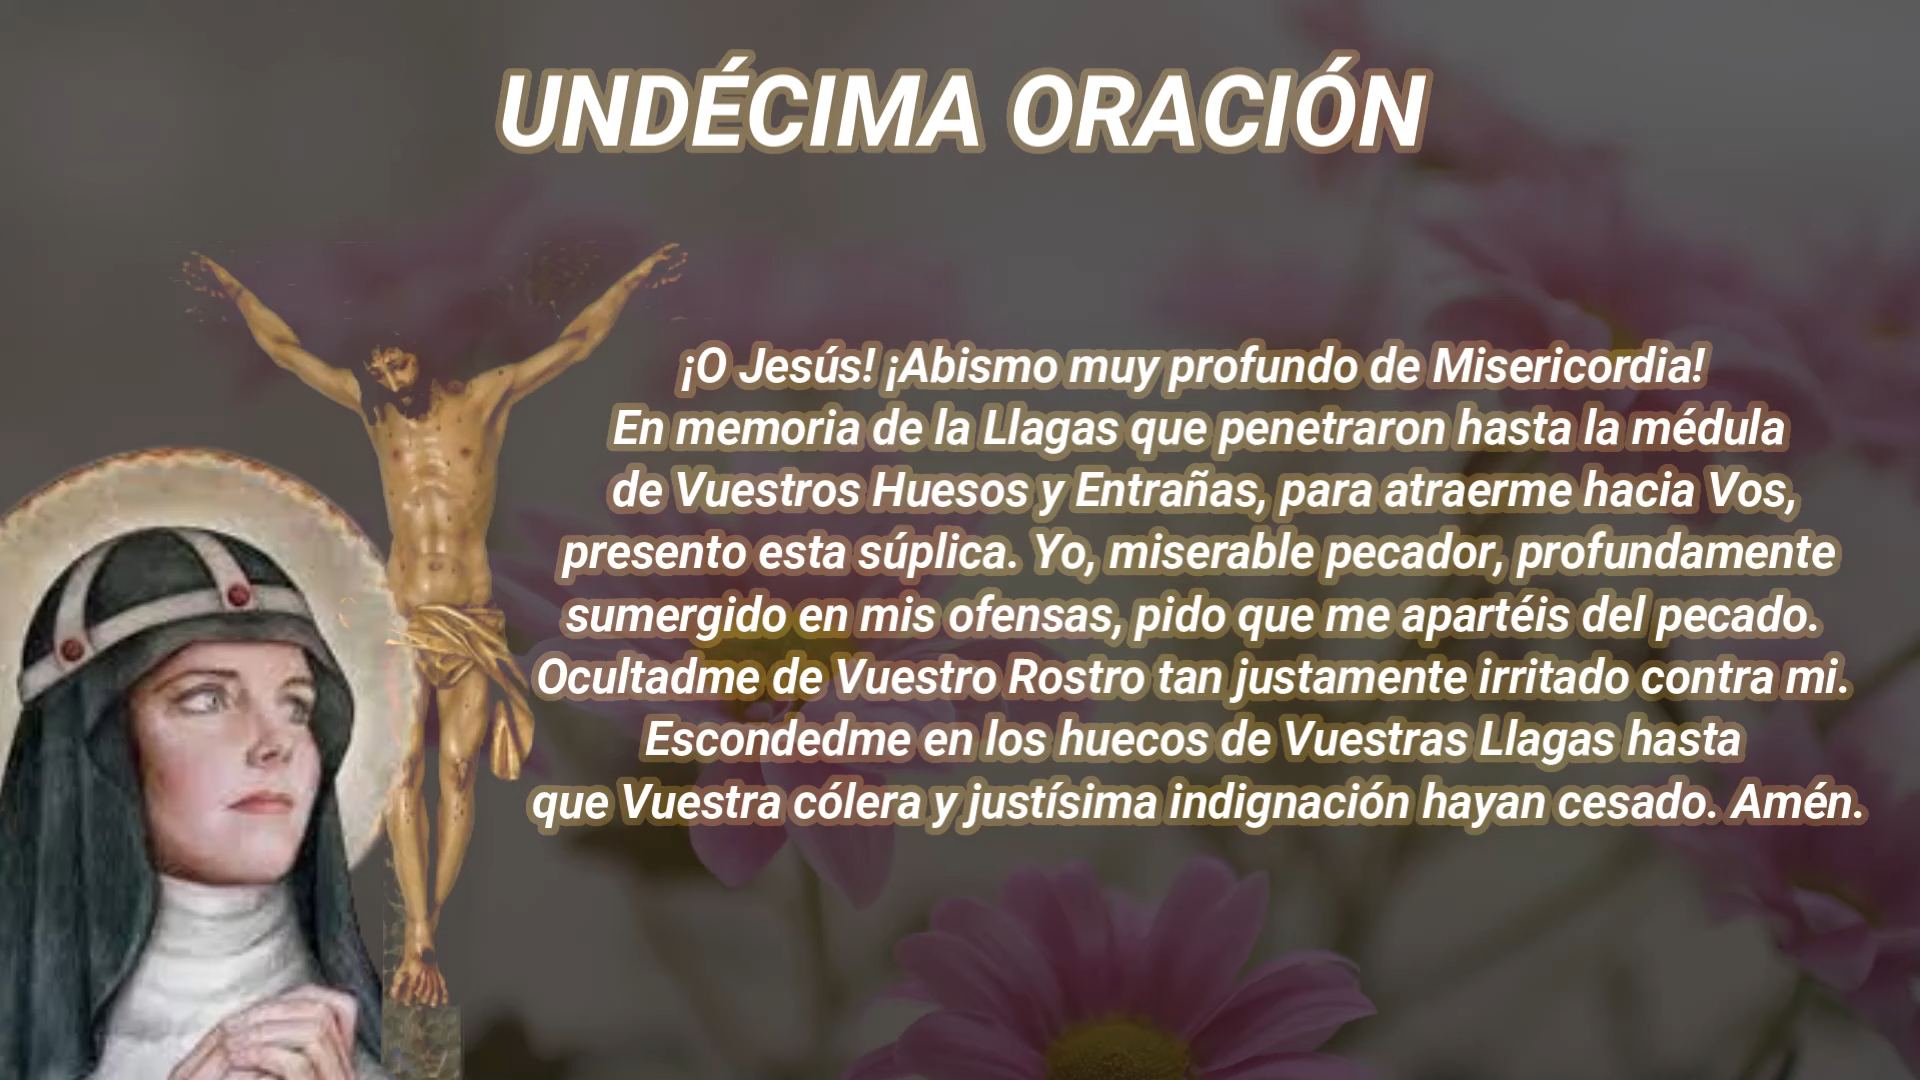 UNDÉCIMA ORACIÓN
¡O Jesús! ¡Abismo muy profundo de Misericordia!
En memoria de la Llagas que penetraron hasta la médula
de Vuestros Huesos y Entrañas, para atraerme hacia Vos,
presento esta súplica. Yo, miserable pecador, profundamente
sumergido en mis ofensas, pido que me apartéis del pecado.
Ocultadme de Vuestro Rostro tan justamente irritado contra mi.
Escondedme en los huecos de Vuestras Llagas hasta
que Vuestra cólera y justísima indignación hayan cesado. Amén.